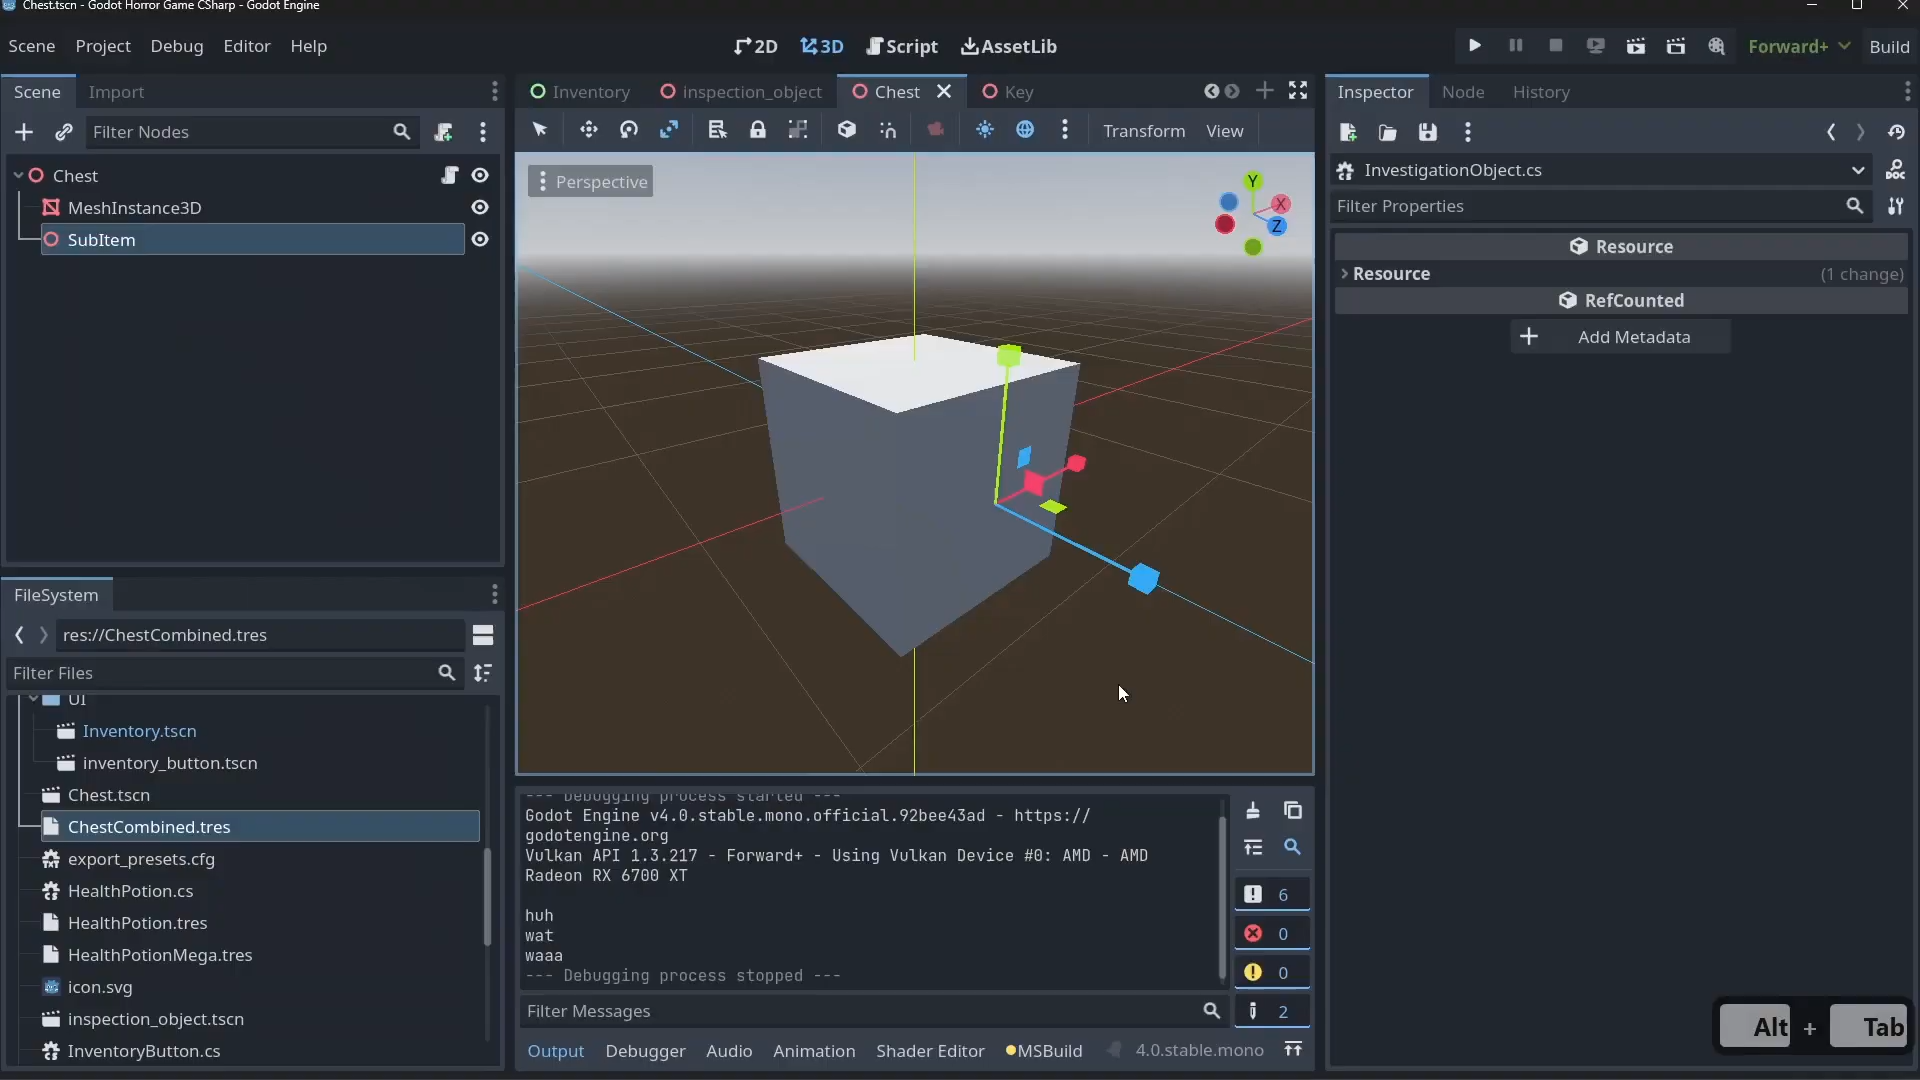 Chest.tscn - Godot Horror Game CSharp - Godot Engine
Scene Project Debug Editor Help
2D 3D Script AssetLib
Forward+ Build
Scene Import
Filter Nodes
Chest
MeshInstance3D
SubItem
Inventory inspection_object Chest Key
Transform View
Perspective
Y
X
Z
Inspector Node History
InvestigationObject.cs
Filter Properties
Resource
Resource (1 change)
RefCounted
Add Metadata
FileSystem
res://ChestCombined.tres
Filter Files
UI
Inventory.tscn
inventory_button.tscn
Chest.tscn
ChestCombined.tres
export_presets.cfg
HealthPotion.cs
HealthPotion.tres
HealthPotionMega.tres
icon.svg
inspection_object.tscn
InventoryButton.cs
--- Debugging process started ---
Godot Engine v4.0.stable.mono.official.92bee43ad - https://
godotengine.org
Vulkan API 1.3.217 - Forward+ - Using Vulkan Device #0: AMD - AMD
Radeon RX 6700 XT
huh
wat
waaa
--- Debugging process stopped ---
6
0
0
2
Filter Messages
Output Debugger Audio Animation Shader Editor MSBuild 4.0.stable.mono
Alt + Tab